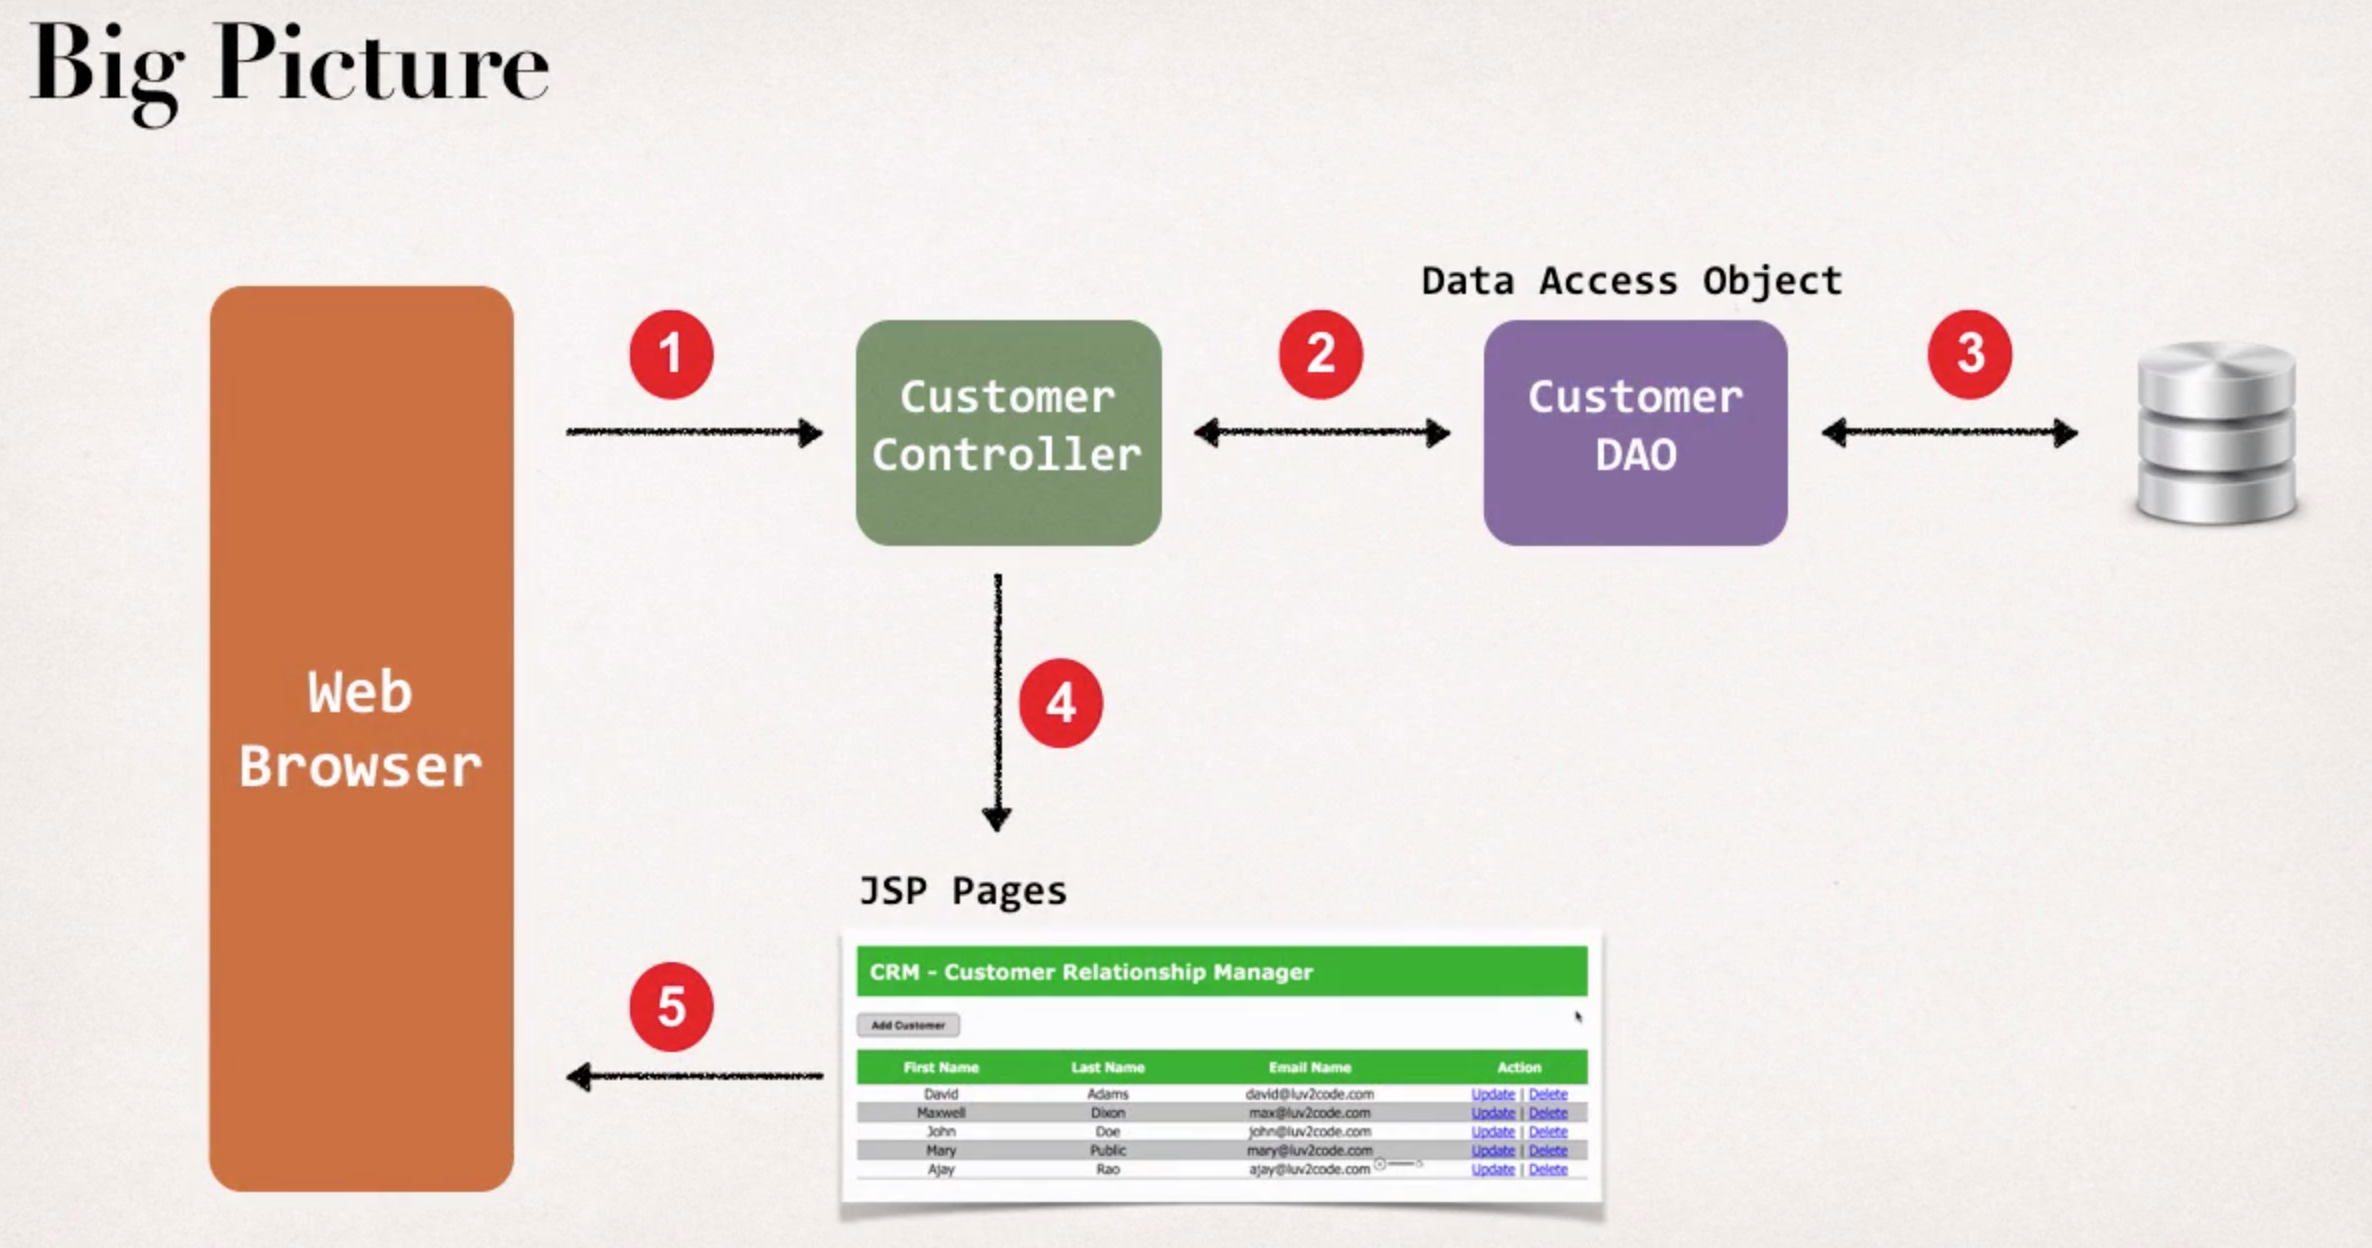 Big Picture
Data Access Object
1
2
3
Customer
Controller
Customer
DAO
4
Web
Browser
JSP Pages
5
CRM - Customer Relationship Manager
Add Customer
First Name Last Name Email Name Action
David Adams david@luv2code.com Update | Delete
Maxwell Dixon max@luv2code.com Update | Delete
John Doe john@luv2code.com Update | Delete
Mary Public mary@luv2code.com Update | Delete
Ajay Rao ajay@luv2code.com Update | Delete